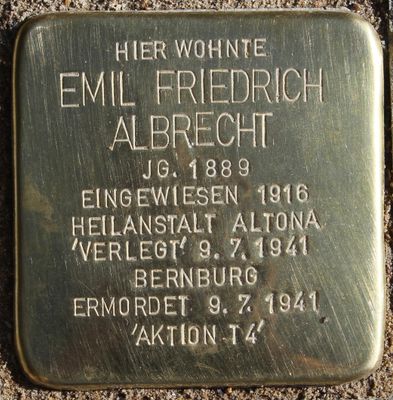 HIER WOHNTE
EMIL FRIEDRICH
ALBRECHT
JG. 1889
EINGEWIESEN 1916
HEILANSTALT ALTONA
'VERLEGT' 9.7.1941
BERNBURG
ERMORDET 9.7.1941
'AKTION T4'